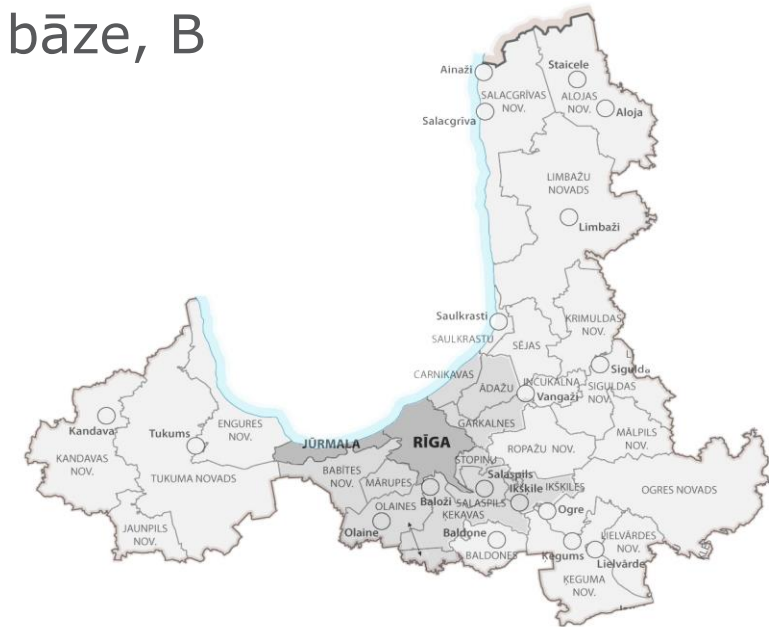 bāze, B
Ainaži
Staicele
SALACGRĪVAS
NOV.
ALOJAS
NOV.
Aloja
Salacgrīva
LIMBAŽU
NOVADS
Limbaži
Saulkrasti
SAULKRASTU
SĒJAS
KRIMULDAS
NOV.
CARNIKAVAS
ĀDAŽU
INČUKALNA
Vangaži
SIGULDAS
NOV.
GARKALNES
Kandava
KANDAVAS
NOV.
Tukums
ENGURES
NOV.
TUKUMA NOVADS
JAUNPILS
NOV.
JŪRMALA
RĪGA
BABĪTES
NOV.
MĀRUPES
ROPAŽU NOV.
MĀLPILS
NOV.
STOPIŅU
Salaspils
SALASPILS
Ikšķile
IKŠĶILES
OGRES NOVADS
Baloži
OLAINES
Olaine
ĶEKAVAS
Ogre
Baldone
BALDONES
Ķegums
LIELVĀRDES
NOV.
Lielvārde
ĶEGUMA
NOV.